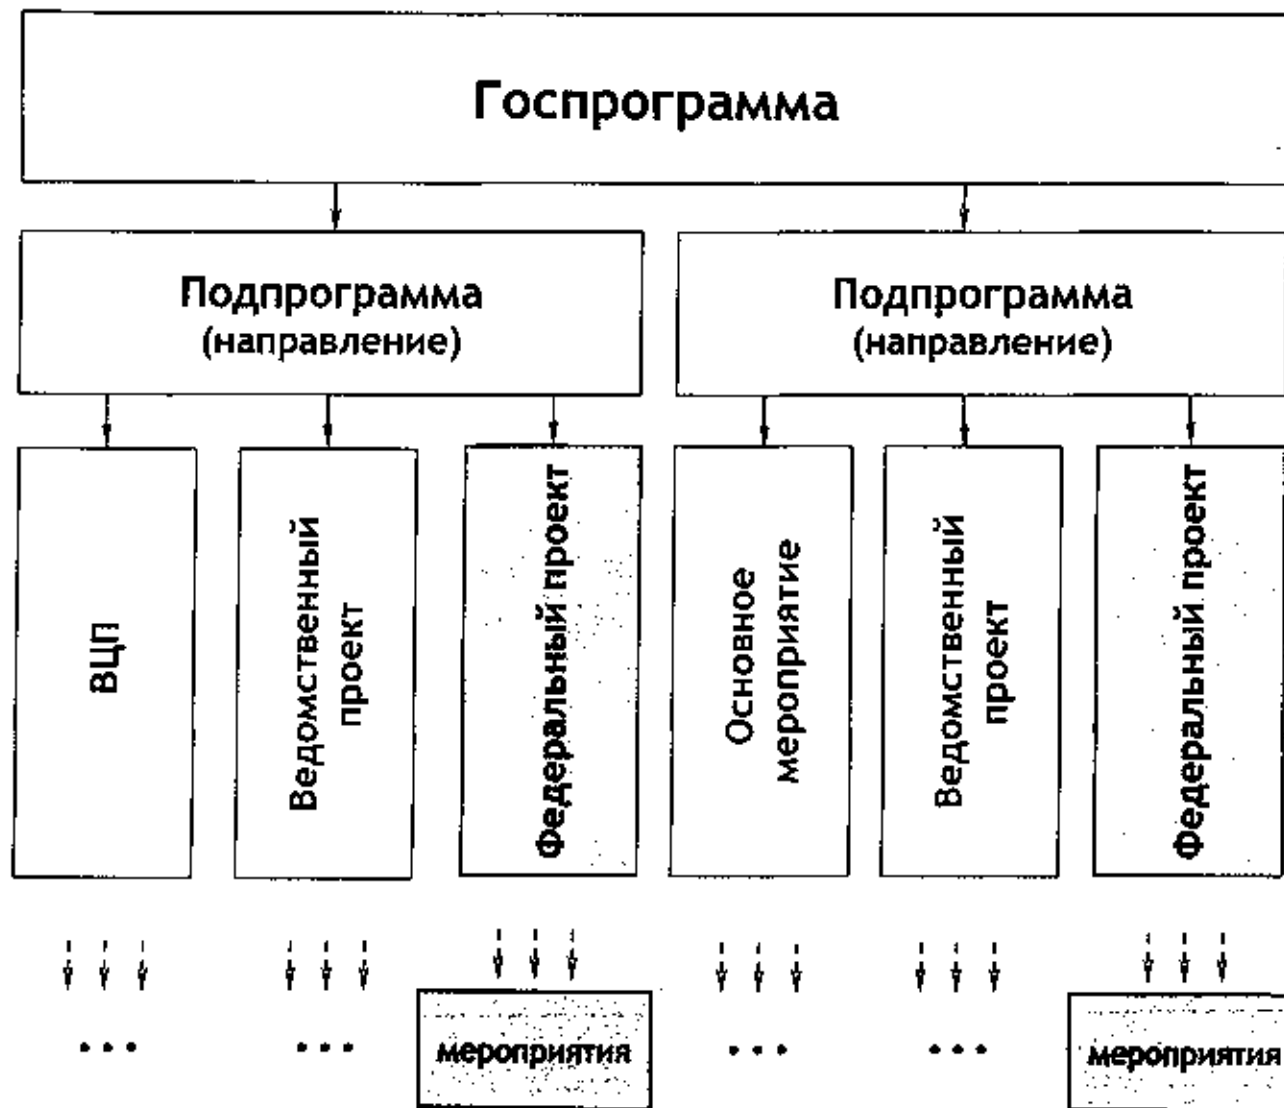 Госпрограмма
Подпрограмма
(направление)
Подпрограмма
(направление)
ВЦП
Ведомственный
проект
Федеральный проект
Основное
мероприятие
Ведомственный
проект
Федеральный проект
...
...
мероприятия
...
...
мероприятия